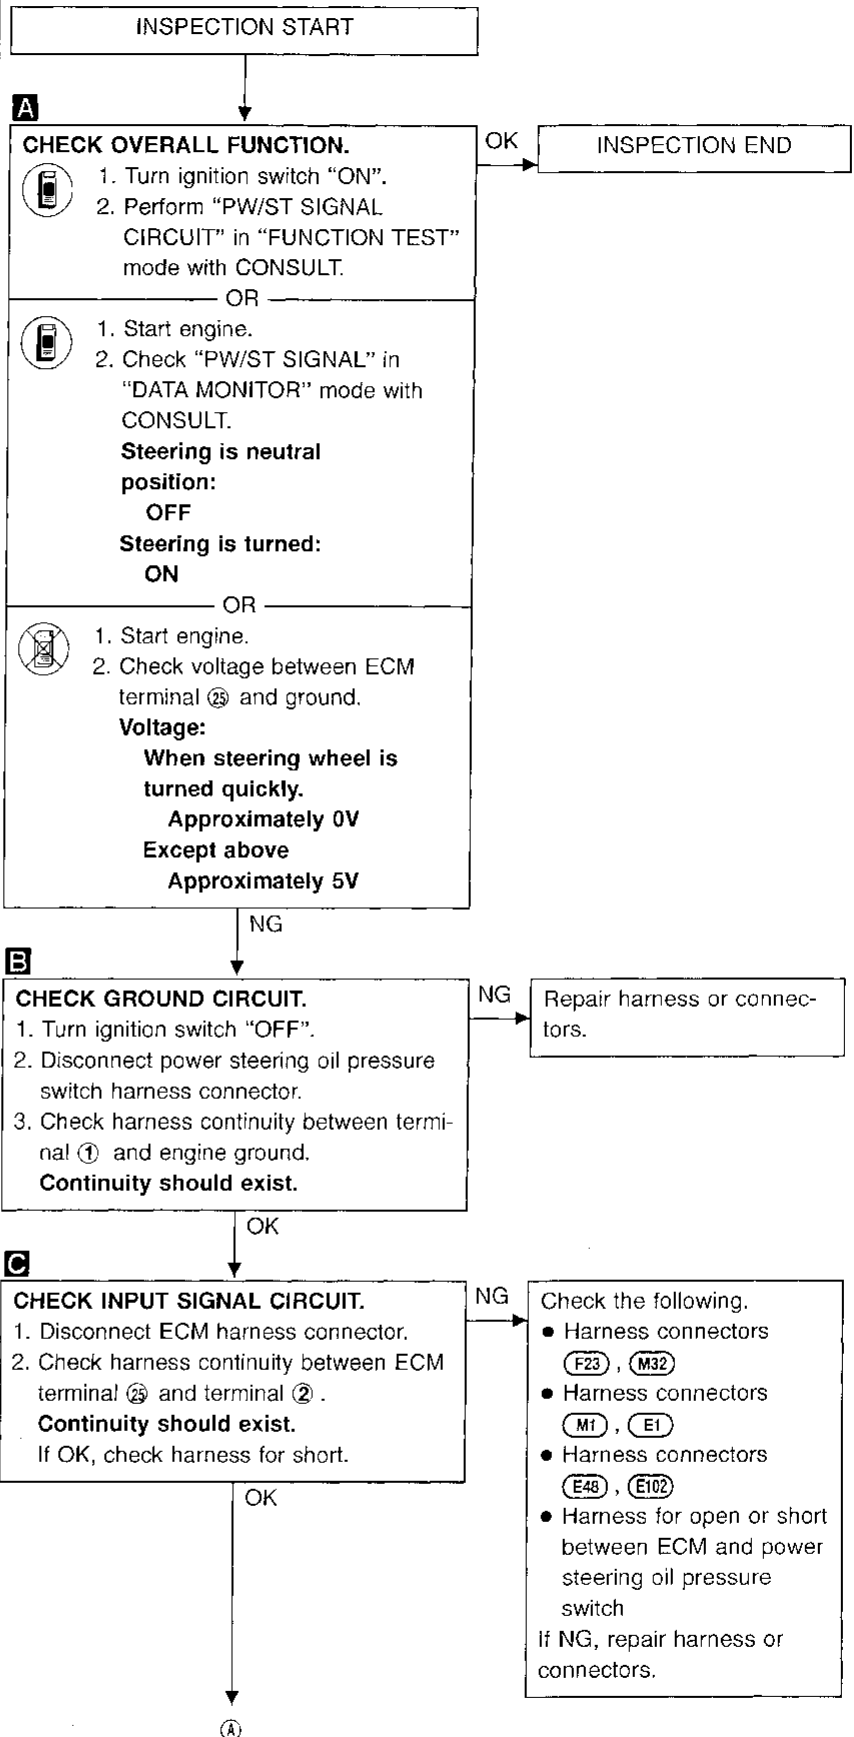 INSPECTION START
A
CHECK OVERALL FUNCTION.
1. Turn ignition switch “ON”.
2. Perform “PW/ST SIGNAL
CIRCUIT” in “FUNCTION TEST”
mode with CONSULT.
OR
1. Start engine.
2. Check “PW/ST SIGNAL” in
“DATA MONITOR” mode with
CONSULT.
Steering is neutral
position:
OFF
Steering is turned:
ON
OR
1. Start engine.
2. Check voltage between ECM
terminal ㉕ and ground.
Voltage:
When steering wheel is
turned quickly.
Approximately 0V
Except above
Approximately 5V
OK
INSPECTION END
NG
B
CHECK GROUND CIRCUIT.
1. Turn ignition switch “OFF”.
2. Disconnect power steering oil pressure
switch harness connector.
3. Check harness continuity between termi-
nal ① and engine ground.
Continuity should exist.
NG
Repair harness or connec-
tors.
OK
C
CHECK INPUT SIGNAL CIRCUIT.
1. Disconnect ECM harness connector.
2. Check harness continuity between ECM
terminal ㉕ and terminal ② .
Continuity should exist.
If OK, check harness for short.
NG
Check the following.
● Harness connectors
F23 , M32
● Harness connectors
M1 , E1
● Harness connectors
E48 , E102
● Harness for open or short
between ECM and power
steering oil pressure
switch
If NG, repair harness or
connectors.
OK
Ⓐ